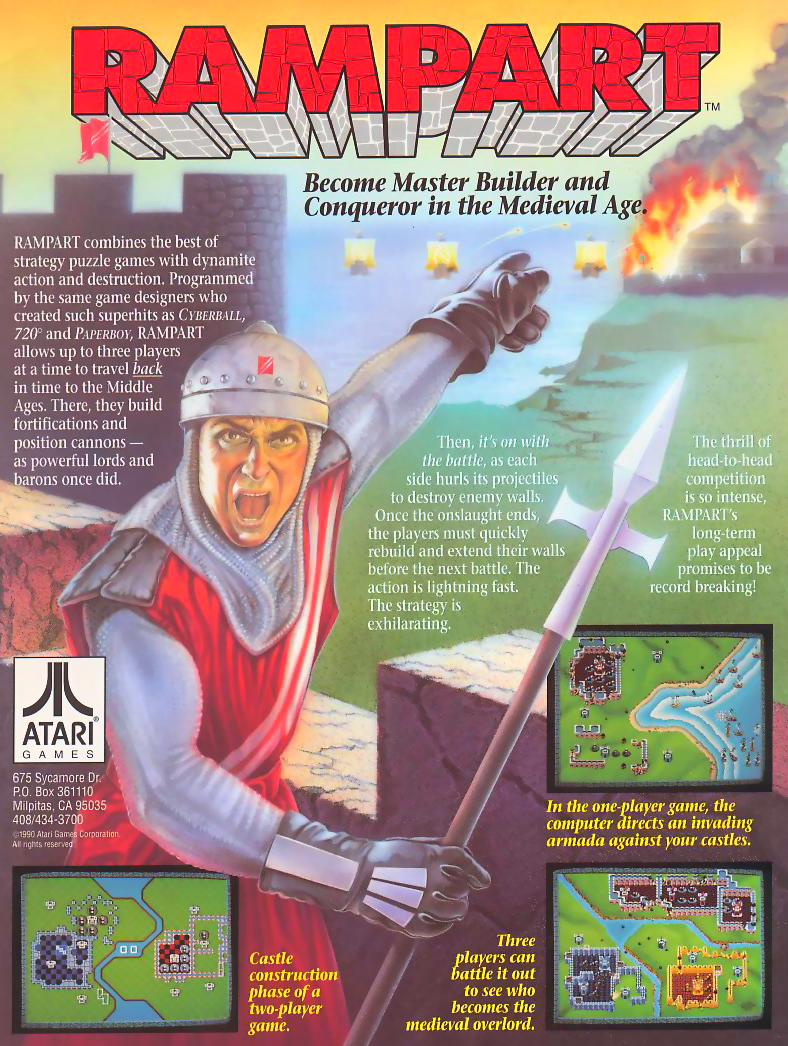 RAMPART
TM
Become Master Builder and
Conqueror in the Medieval Age.
RAMPART combines the best of
strategy puzzle games with dynamite
action and destruction. Programmed
by the same game designers who
created such superhits as CYBERBALL,
720° and PAPERBOY, RAMPART
allows up to three players
at a time to travel back
in time to the Middle
Ages. There, they build
fortifications and
position cannons —
as powerful lords and
barons once did.
Then, it's on with
the battle, as each
side hurls its projectiles
to destroy enemy walls.
Once the onslaught ends,
the players must quickly
rebuild and extend their walls
before the next battle. The
action is lightning fast.
The strategy is
exhilarating.
The thrill of
head-to-head
competition
is so intense,
RAMPART's
long-term
play appeal
promises to be
record breaking!
ATARI®
GAMES
675 Sycamore Dr.
P.O. Box 361110
Milpitas, CA 95035
408/434-3700
©1990 Atari Games Corporation.
All rights reserved
In the one-player game, the
computer directs an invading
armada against your castles.
Castle
construction
phase of a
two-player
game.
Three
players can
battle it out
to see who
becomes the
medieval overlord.